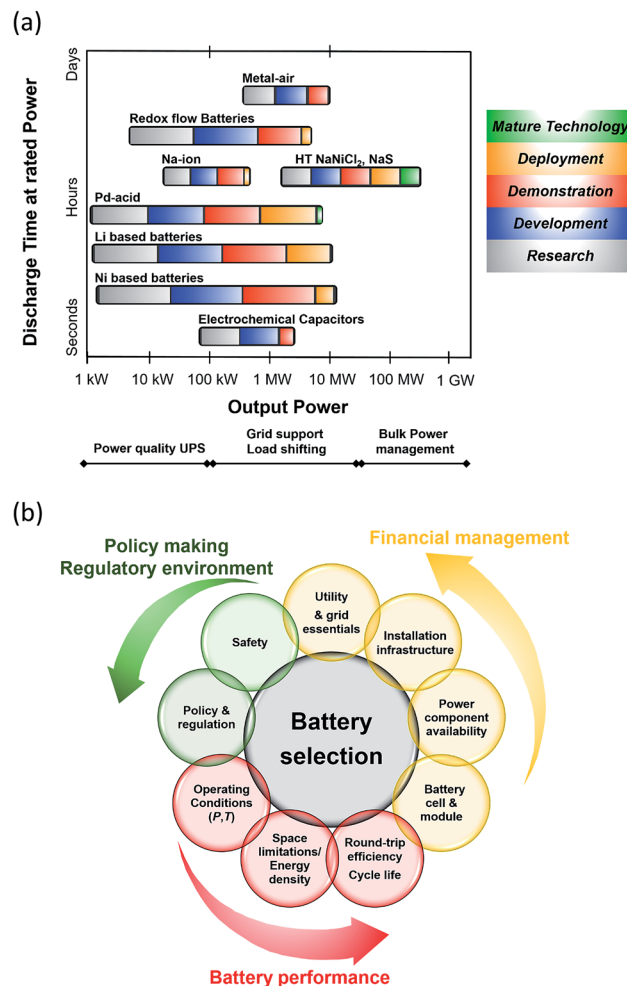 (a)
Discharge Time at rated Power
Days
Hours
Seconds
Metal-air
Redox flow Batteries
Na-ion
HT NaNiCl2, NaS
Pd-acid
Li based batteries
Ni based batteries
Electrochemical Capacitors
Mature Technology
Deployment
Demonstration
Development
Research
1 kW
10 kW
100 kW
1 MW
10 MW
100 MW
1 GW
Output Power
Power quality UPS
Grid support
Load shifting
Bulk Power
management
(b)
Policy making
Regulatory environment
Financial management
Utility
& grid
essentials
Safety
Installation
infrastructure
Policy &
regulation
Power
component
availability
Battery
selection
Operating
Conditions
(P,T)
Battery
cell &
module
Space
limitations/
Energy
density
Round-trip
efficiency
Cycle life
Battery performance